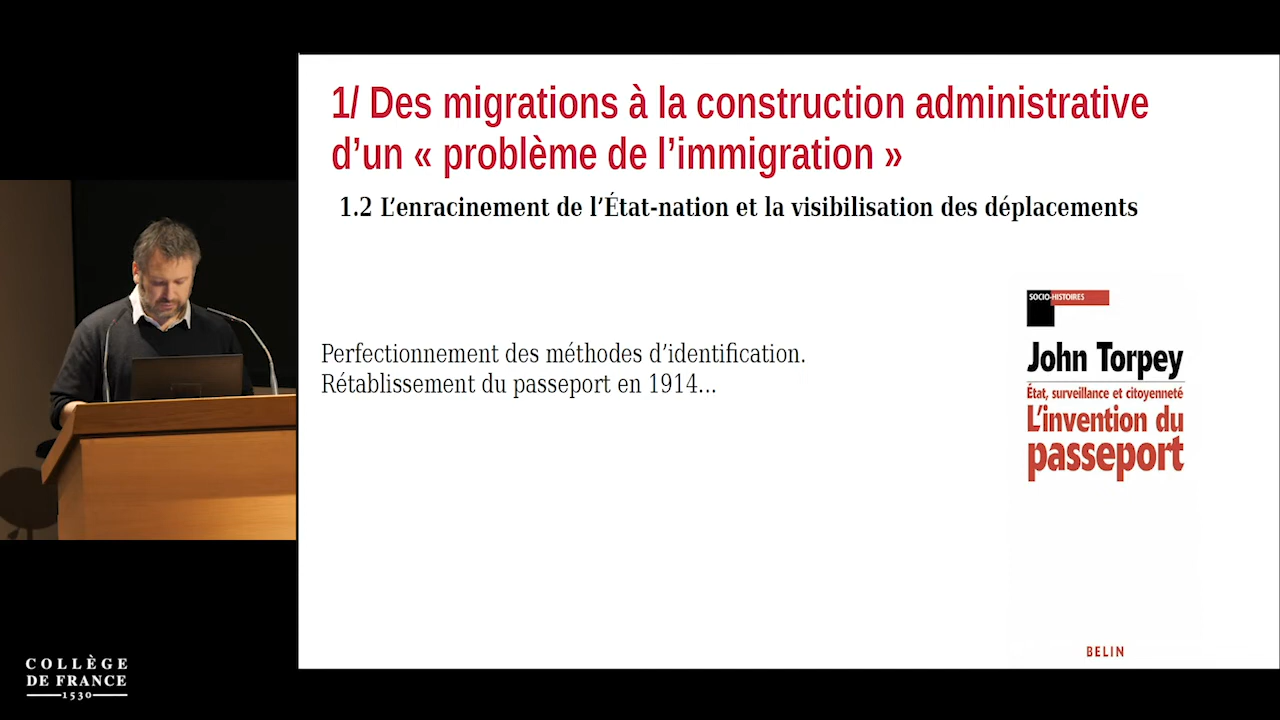 1/ Des migrations à la construction administrative
d’un « problème de l’immigration »
1.2 L’enracinement de l’État-nation et la visibilisation des déplacements
Perfectionnement des méthodes d’identification.
Rétablissement du passeport en 1914...
SOCIO-HISTOIRES
John Torpey
État, surveillance et citoyenneté
L’invention du
passeport
BELIN
COLLÈGE
DE FRANCE
1530